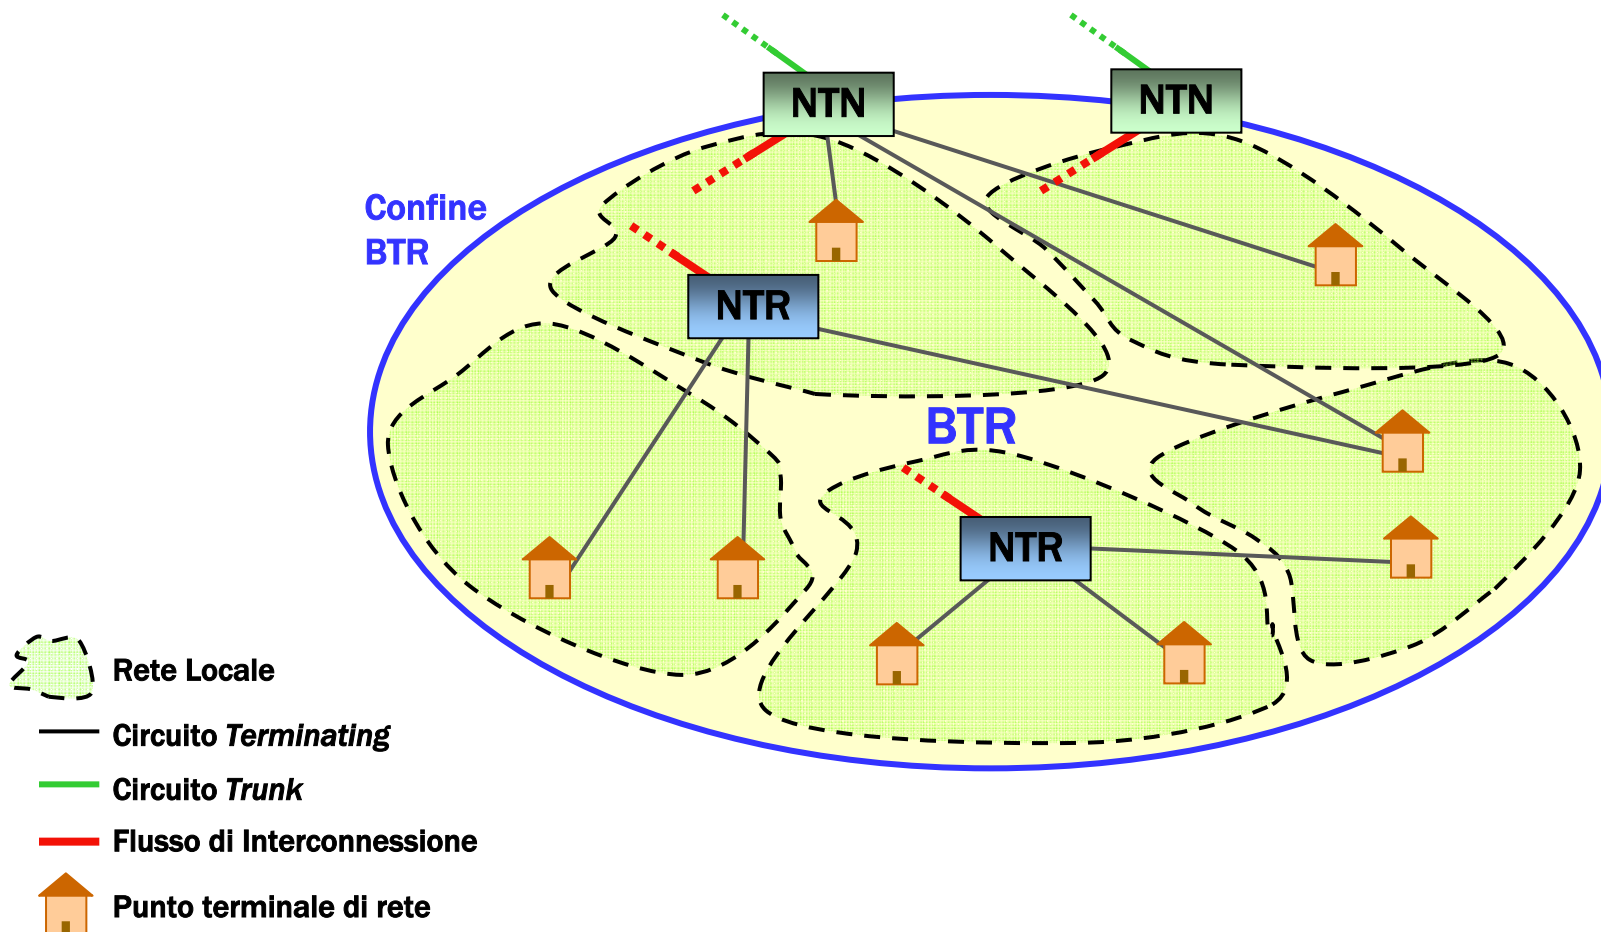 NTN
NTN
Confine
BTR
NTR
BTR
NTR
Rete Locale
Circuito Terminating
Circuito Trunk
Flusso di Interconnessione
Punto terminale di rete